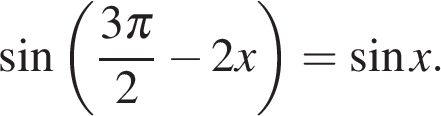 sin(3π/2 − 2x) = sin x.